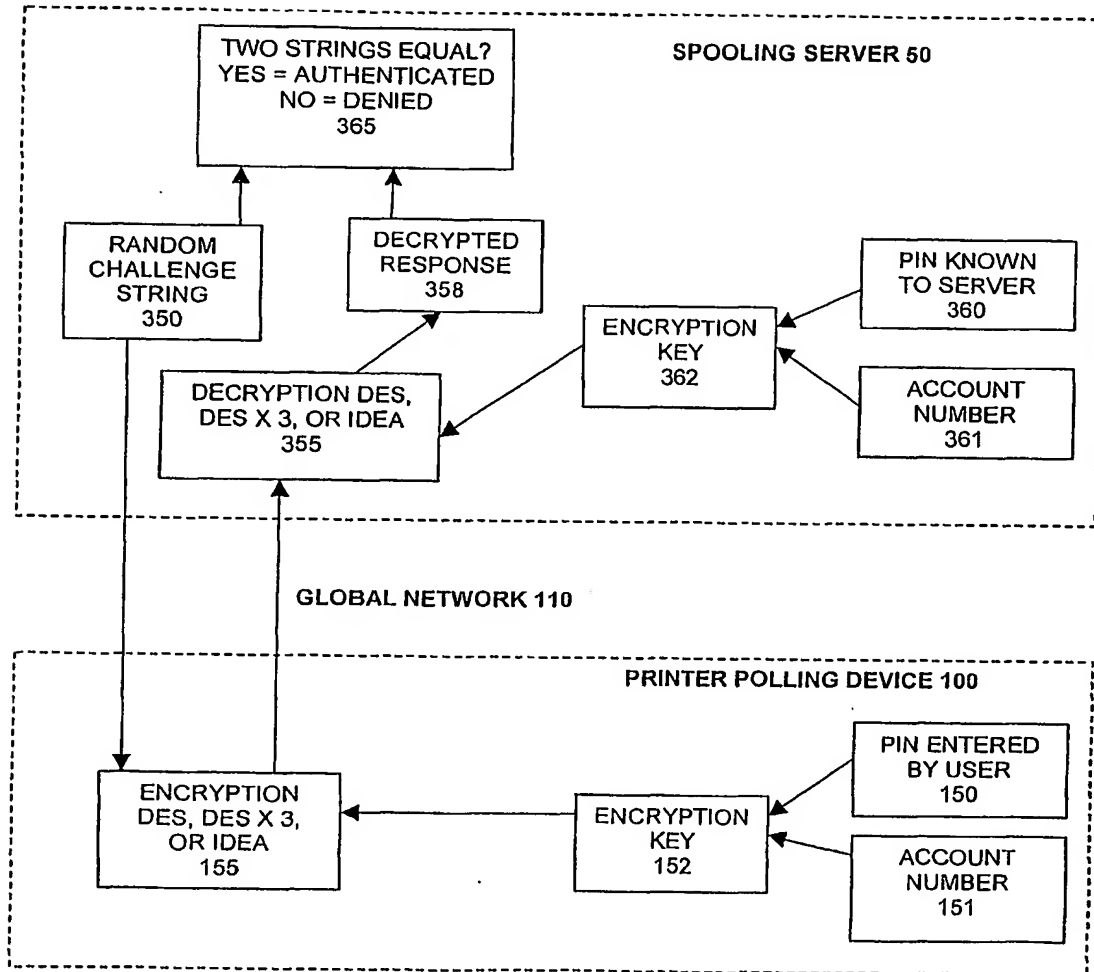 TWO STRINGS EQUAL?
YES = AUTHENTICATED
NO = DENIED
365
SPOOLING SERVER 50
RANDOM
CHALLENGE
STRING
350
DECRYPTED
RESPONSE
358
PIN KNOWN
TO SERVER
360
ENCRYPTION
KEY
362
DECRYPTION DES,
DES X 3, OR IDEA
355
ACCOUNT
NUMBER
361
GLOBAL NETWORK 110
PRINTER POLLING DEVICE 100
PIN ENTERED
BY USER
150
ENCRYPTION
DES, DES X 3,
OR IDEA
155
ENCRYPTION
KEY
152
ACCOUNT
NUMBER
151